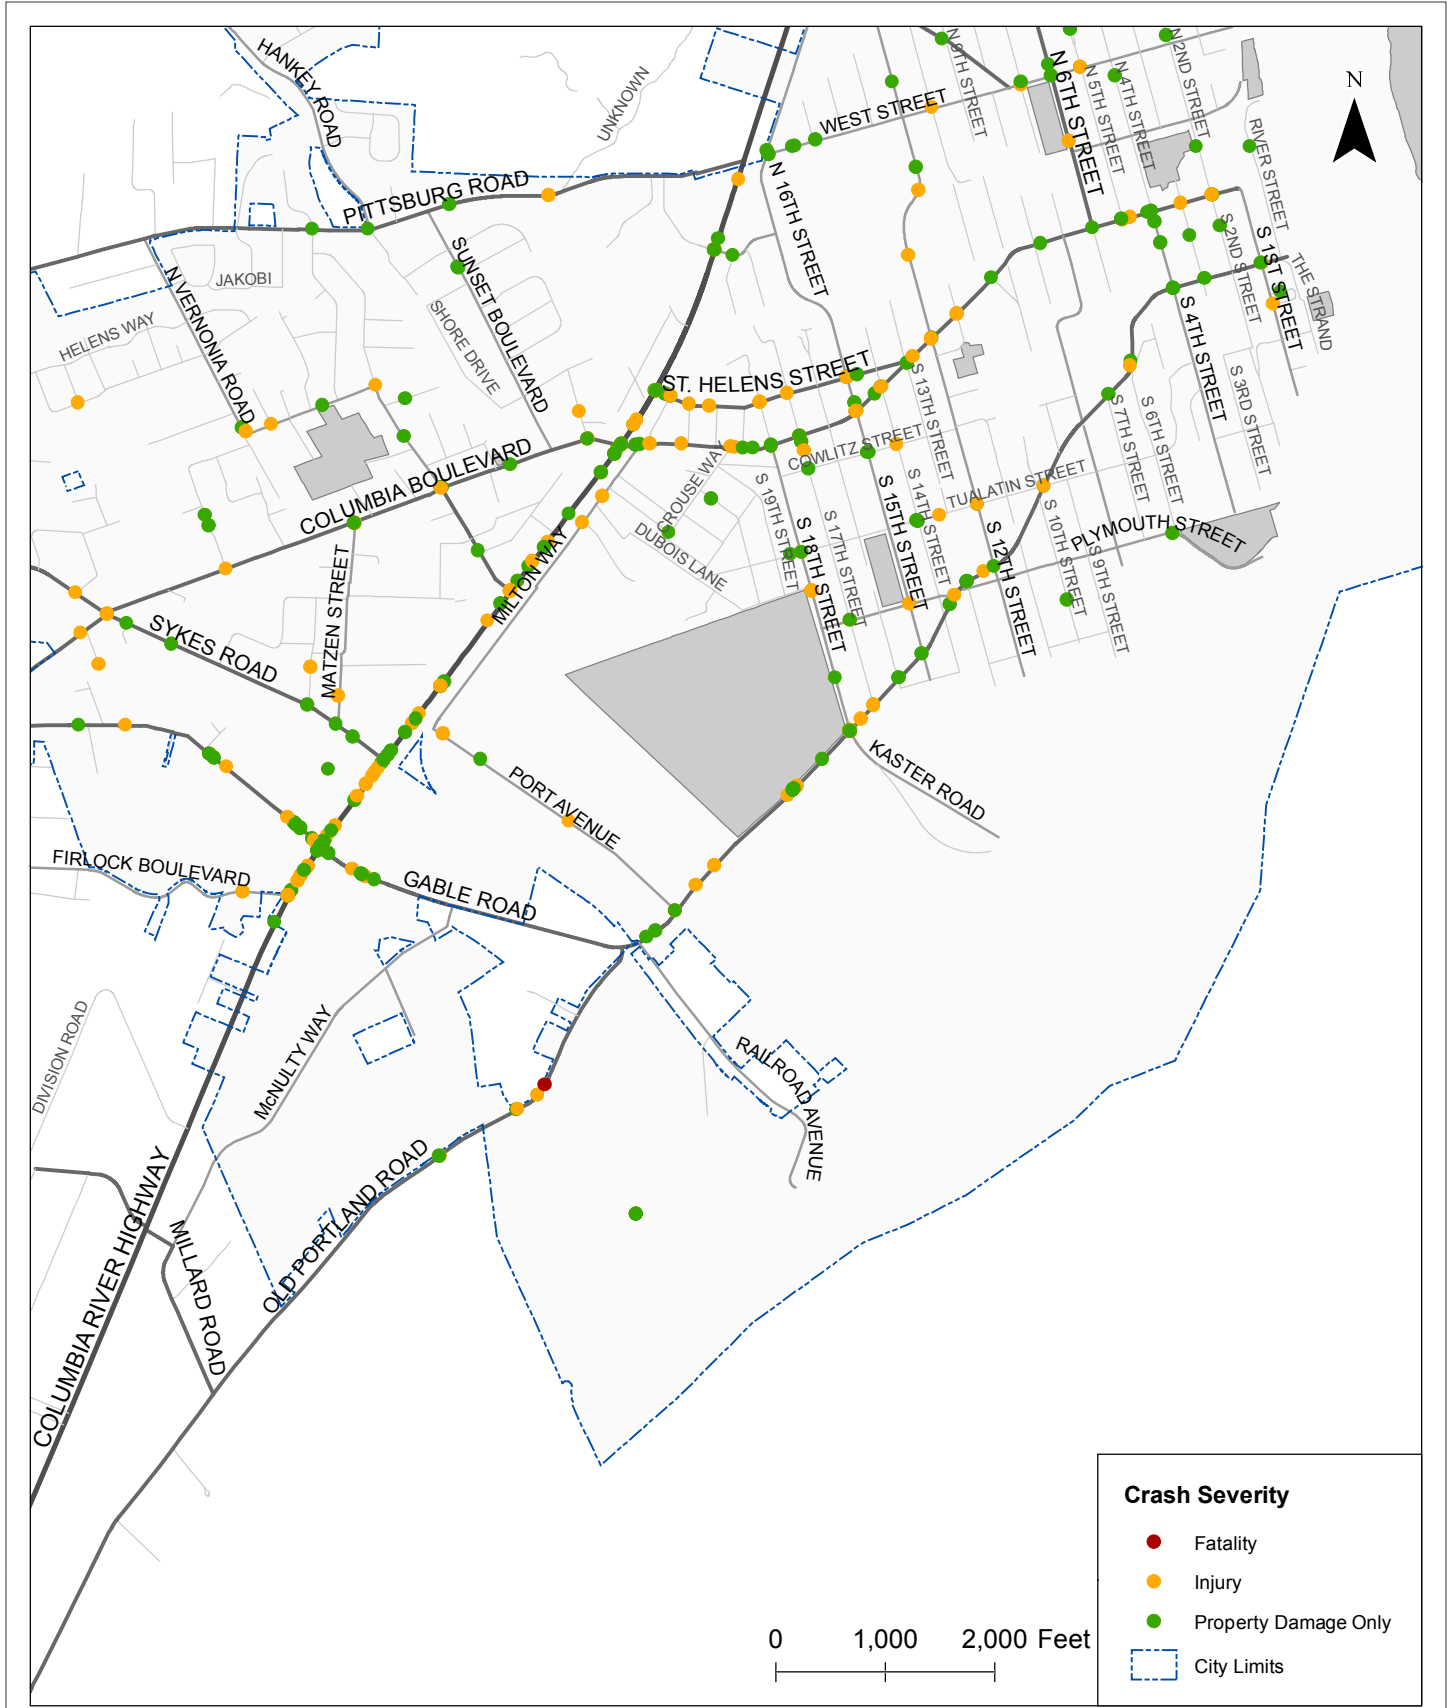 HANKEY ROAD
UNKNOWN
WEST STREET
N 9TH STREET
N 6TH STREET
N 5TH STREET
N 4TH STREET
N 2ND STREET
RIVER STREET
N
PITTSBURG ROAD
N 16TH STREET
JAKOBI
N VERNONIA ROAD
SUNSET BOULEVARD
SHORE DRIVE
HELENS WAY
S 2ND STREET
S 1ST STREET
THE STRAND
S 4TH STREET
S 3RD STREET
ST. HELENS STREET
S 13TH STREET
S 7TH STREET
S 6TH STREET
COLUMBIA BOULEVARD
CROUSE WAY
COWLITZ STREET
TUALATIN STREET
DUBOIS LANE
S 19TH STREET
S 18TH STREET
S 17TH STREET
S 15TH STREET
S 14TH STREET
S 12TH STREET
S 10TH STREET
S 9TH STREET
PLYMOUTH STREET
MATZEN STREET
MILTON WAY
SYKES ROAD
PORT AVENUE
KASTER ROAD
FIRLOCK BOULEVARD
GABLE ROAD
DIVISION ROAD
McNULTY WAY
RAILROAD AVENUE
COLUMBIA RIVER HIGHWAY
MILLARD ROAD
OLD PORTLAND ROAD
Crash Severity
Fatality
Injury
Property Damage Only
City Limits
0 1,000 2,000 Feet